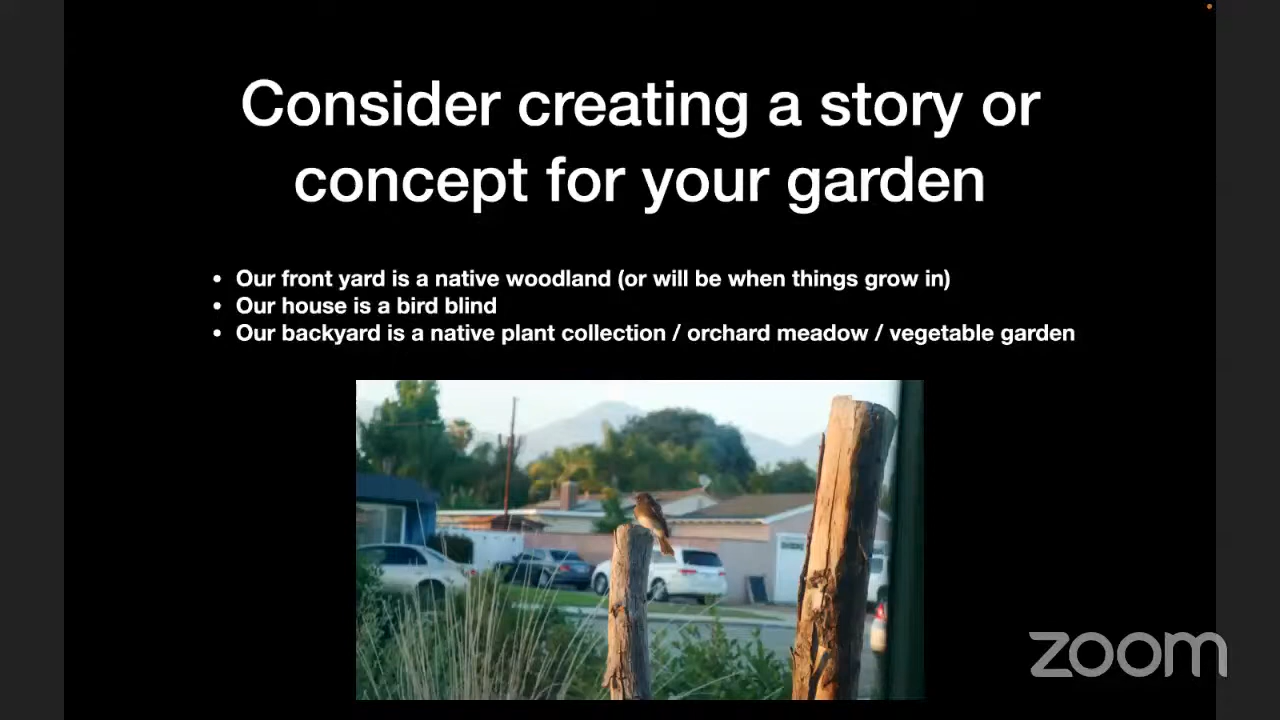 Consider creating a story or
concept for your garden
• Our front yard is a native woodland (or will be when things grow in)
• Our house is a bird blind
• Our backyard is a native plant collection / orchard meadow / vegetable garden
zoom